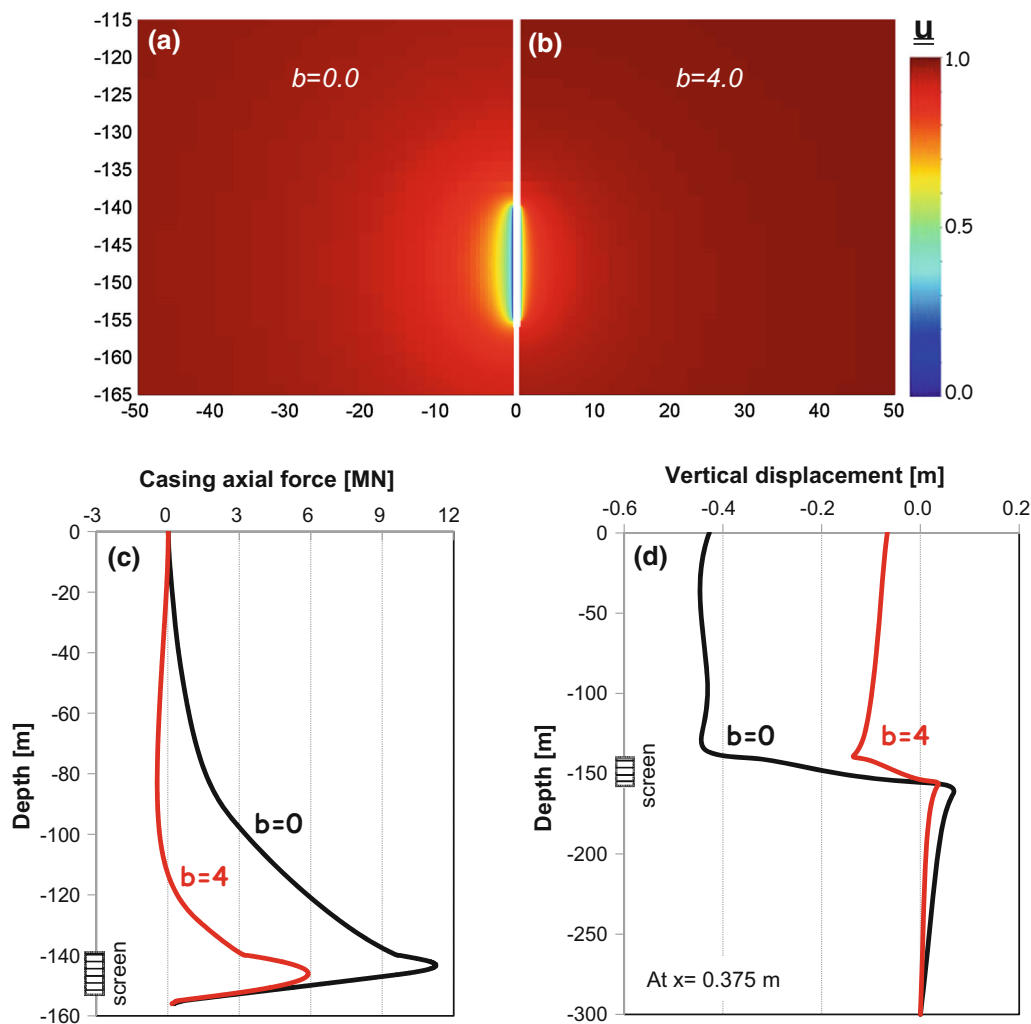 (a)
b=0.0
(b)
b=4.0
u
-115
-120
-125
-130
-135
-140
-145
-150
-155
-160
-165
-50 -40 -30 -20 -10 0 10 20 30 40 50
1.0
0.5
0.0
Casing axial force [MN]
-3 0 3 6 9 12
(c)
0
-20
-40
-60
-80
-100
-120
-140
-160
Depth [m]
b=0
b=4
screen
Vertical displacement [m]
-0.6 -0.4 -0.2 0.0 0.2
(d)
0
-50
-100
-150
-200
-250
-300
Depth [m]
b=0
b=4
screen
At x= 0.375 m